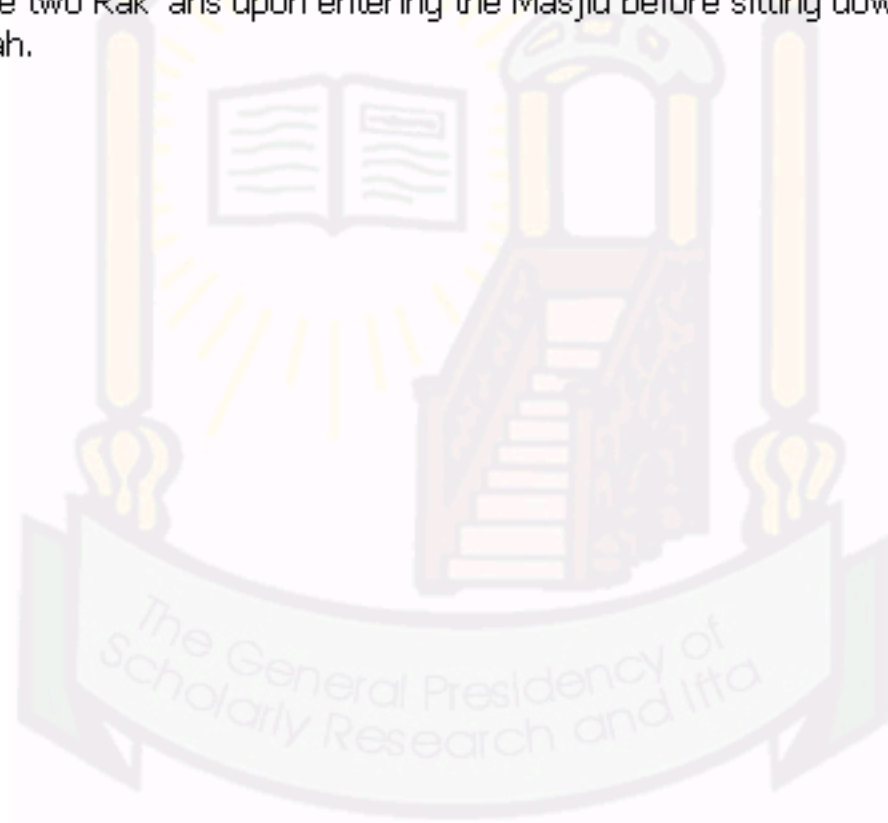 two Rak`ahs upon entering the Masjid before sitting
The General Presidency of
Scholarly Research and Ifta